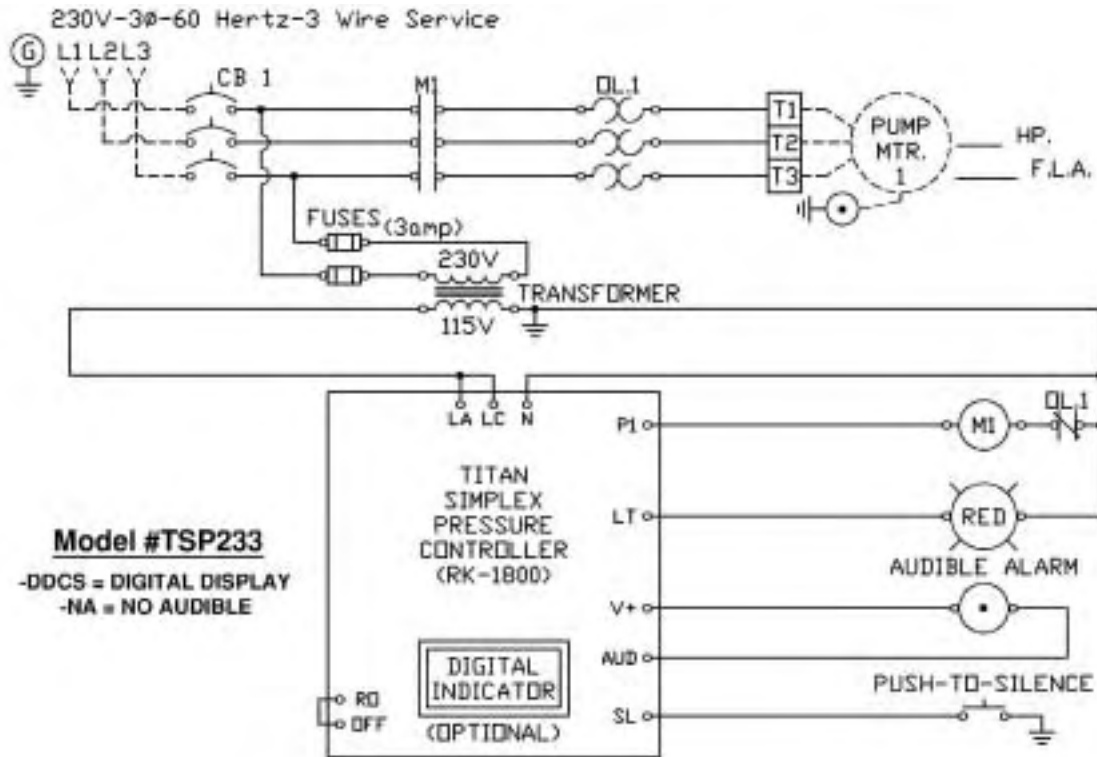 230V-3Ø-60 Hertz-3 Wire Service
G L1 L2 L3
CB 1
M1
OL.1
T1
T2
T3
PUMP
MTR.
1
HP.
F.L.A.
FUSES (3amp)
230V
TRANSFORMER
115V
LA LC N
P1
M1
OL.1
TITAN
SIMPLEX
PRESSURE
CONTROLLER
(RK-1800)
LT
RED
Model #TSP233
-DDCS = DIGITAL DISPLAY
-NA = NO AUDIBLE
AUDIBLE ALARM
V+
AUD
DIGITAL
INDICATOR
(OPTIONAL)
RO
OFF
PUSH-TO-SILENCE
SL